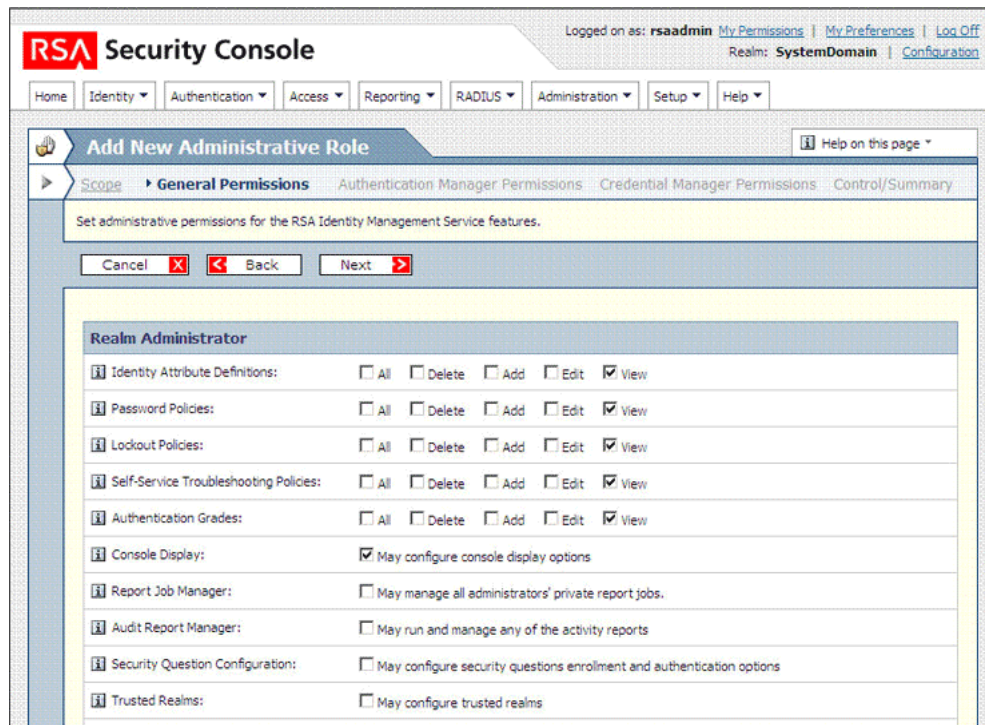 Logged on as: rsaadmin My Permissions | My Preferences | Log Off
RSA Security Console
Realm: SystemDomain | Configuration
Home Identity Authentication Access Reporting RADIUS Administration Setup Help
Add New Administrative Role
Help on this page
Scope General Permissions Authentication Manager Permissions Credential Manager Permissions Control/Summary
Set administrative permissions for the RSA Identity Management Service features.
Cancel X Back Next
Realm Administrator
Identity Attribute Definitions: All Delete Add Edit View
Password Policies: All Delete Add Edit View
Lockout Policies: All Delete Add Edit View
Self-Service Troubleshooting Policies: All Delete Add Edit View
Authentication Grades: All Delete Add Edit View
Console Display: May configure console display options
Report Job Manager: May manage all administrators' private report jobs.
Audit Report Manager: May run and manage any of the activity reports
Security Question Configuration: May configure security questions enrollment and authentication options
Trusted Realms: May configure trusted realms